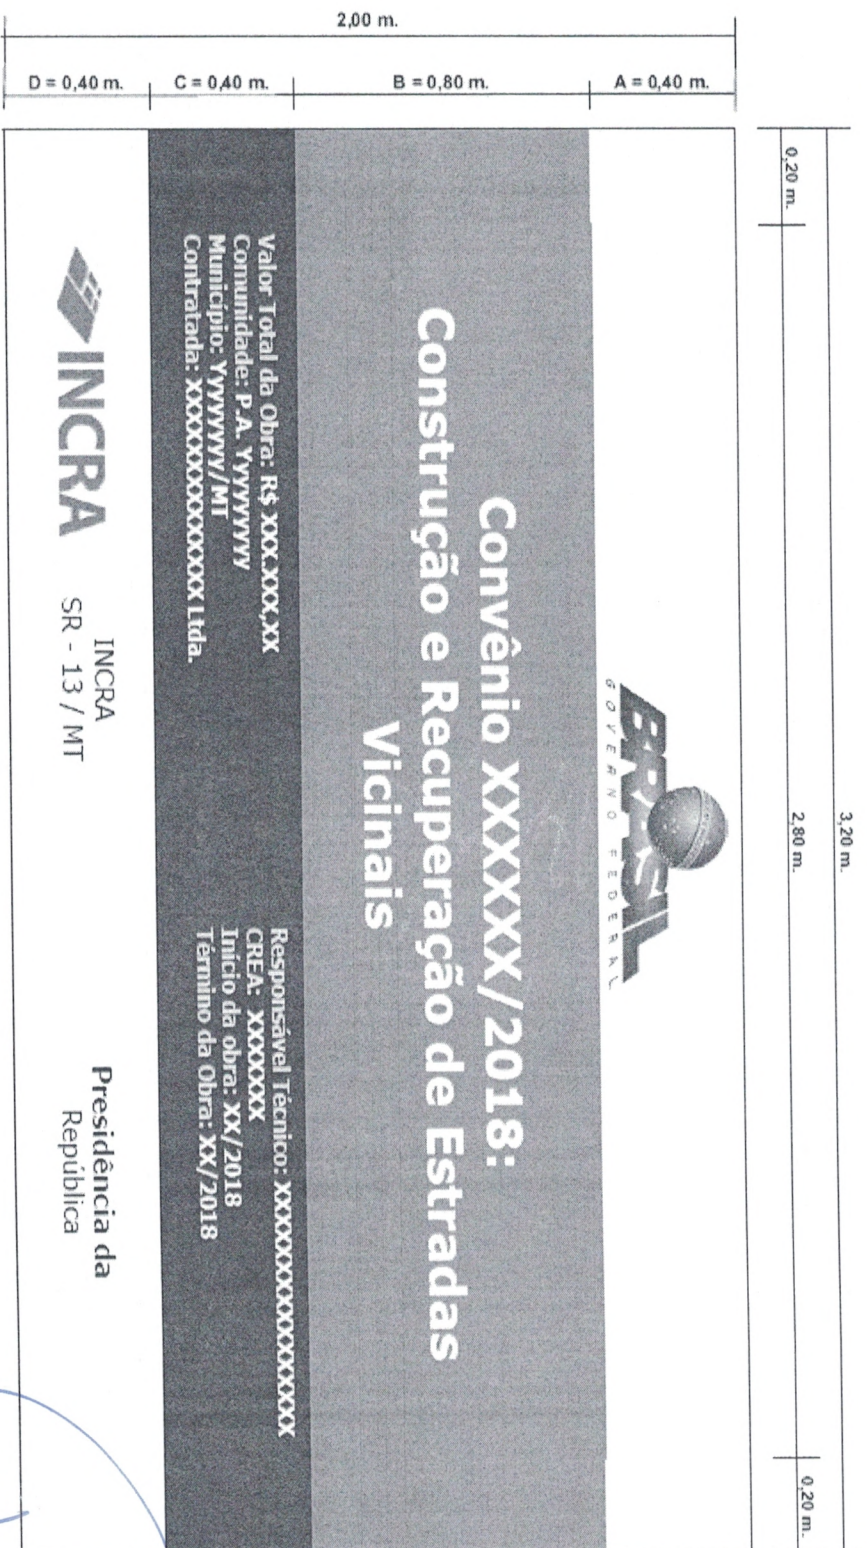 3,20 m.
0,20 m.
2,80 m.
0,20 m.
2,00 m.
A = 0,40 m.
B = 0,80 m.
C = 0,40 m.
D = 0,40 m.
BRASIL
GOVERNO FEDERAL
Convênio XXXXXX/2018:
Construção e Recuperação de Estradas
Vicinais
Valor Total da Obra: R$ XXX.XXX,XX
Comunidade: P.A. Yyyyyyyy
Município: Yyyyyyyy/MT
Contratada: XXXXXXXXXXXXXX Ltda.
Responsável Técnico: XXXXXXXXXXXXXXXX
CREA: XXXXXX
Início da obra: XX/2018
Término da Obra: XX/2018
INCRA
INCRA
SR - 13 / MT
Presidência da
República